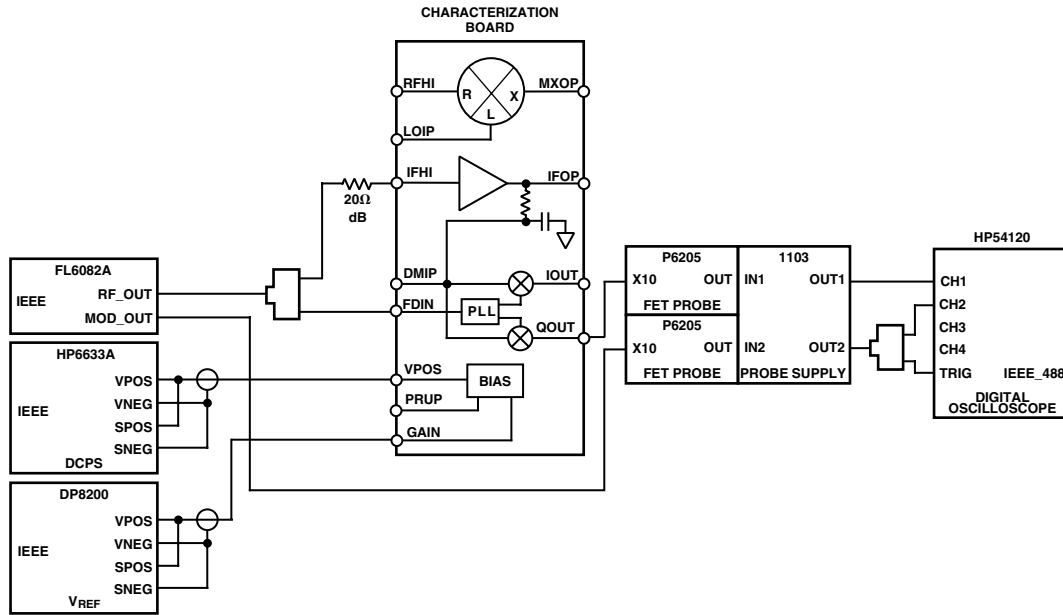 CHARACTERIZATION
BOARD
RFHI
R
X
L
MXOP
LOIP
IFHI
IFOP
20Ω
dB
DMIP
IOUT
FDIN
PLL
QOUT
VPOS
BIAS
PRUP
GAIN
FL6082A
IEEE
RF_OUT
MOD_OUT
HP6633A
VPOS
IEEE
VNEG
SPOS
SNEG
DCPS
DP8200
VPOS
IEEE
VNEG
SPOS
SNEG
VREF
P6205
X10 OUT
FET PROBE
P6205
X10 OUT
FET PROBE
1103
IN1 OUT1
IN2 OUT2
PROBE SUPPLY
HP54120
CH1
CH2
CH3
CH4
TRIG IEEE_488
DIGITAL
OSCILLOSCOPE